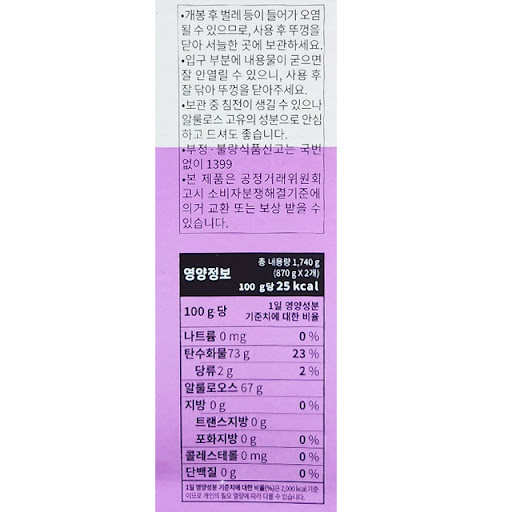 •개봉 후 벌레 등이 들어가 오염
될 수 있으므로, 사용 후 뚜껑을
닫아 서늘한 곳에 보관하세요.
•입구 부분에 내용물이 굳으면
잘 안열릴 수 있으니, 사용 후
잘 닦아 뚜껑을 닫아주세요.
•보관 중 침전이 생길 수 있으나
알룰로스 고유의 성분으로 안심
하고 드셔도 좋습니다.
•부정·불량식품신고는 국번
없이 1399
•본 제품은 공정거래위원회
고시 소비자분쟁해결기준에
의거 교환 또는 보상 받을 수
있습니다.
영양정보
총 내용량 1,740 g
(870 g X 2개)
100 g당 25 kcal
100 g당
1일 영양성분
기준치에 대한 비율
나트륨 0 mg 0 %
탄수화물 73 g 23 %
당류 2 g 2 %
알룰로오스 67 g
지방 0 g 0 %
트랜스지방 0 g
포화지방 0 g 0 %
콜레스테롤 0 mg 0 %
단백질 0 g 0 %
1일 영양성분 기준치에 대한 비율(%)은 2,000 kcal 기준
이므로 개인의 필요 열량에 따라 다를 수 있습니다.